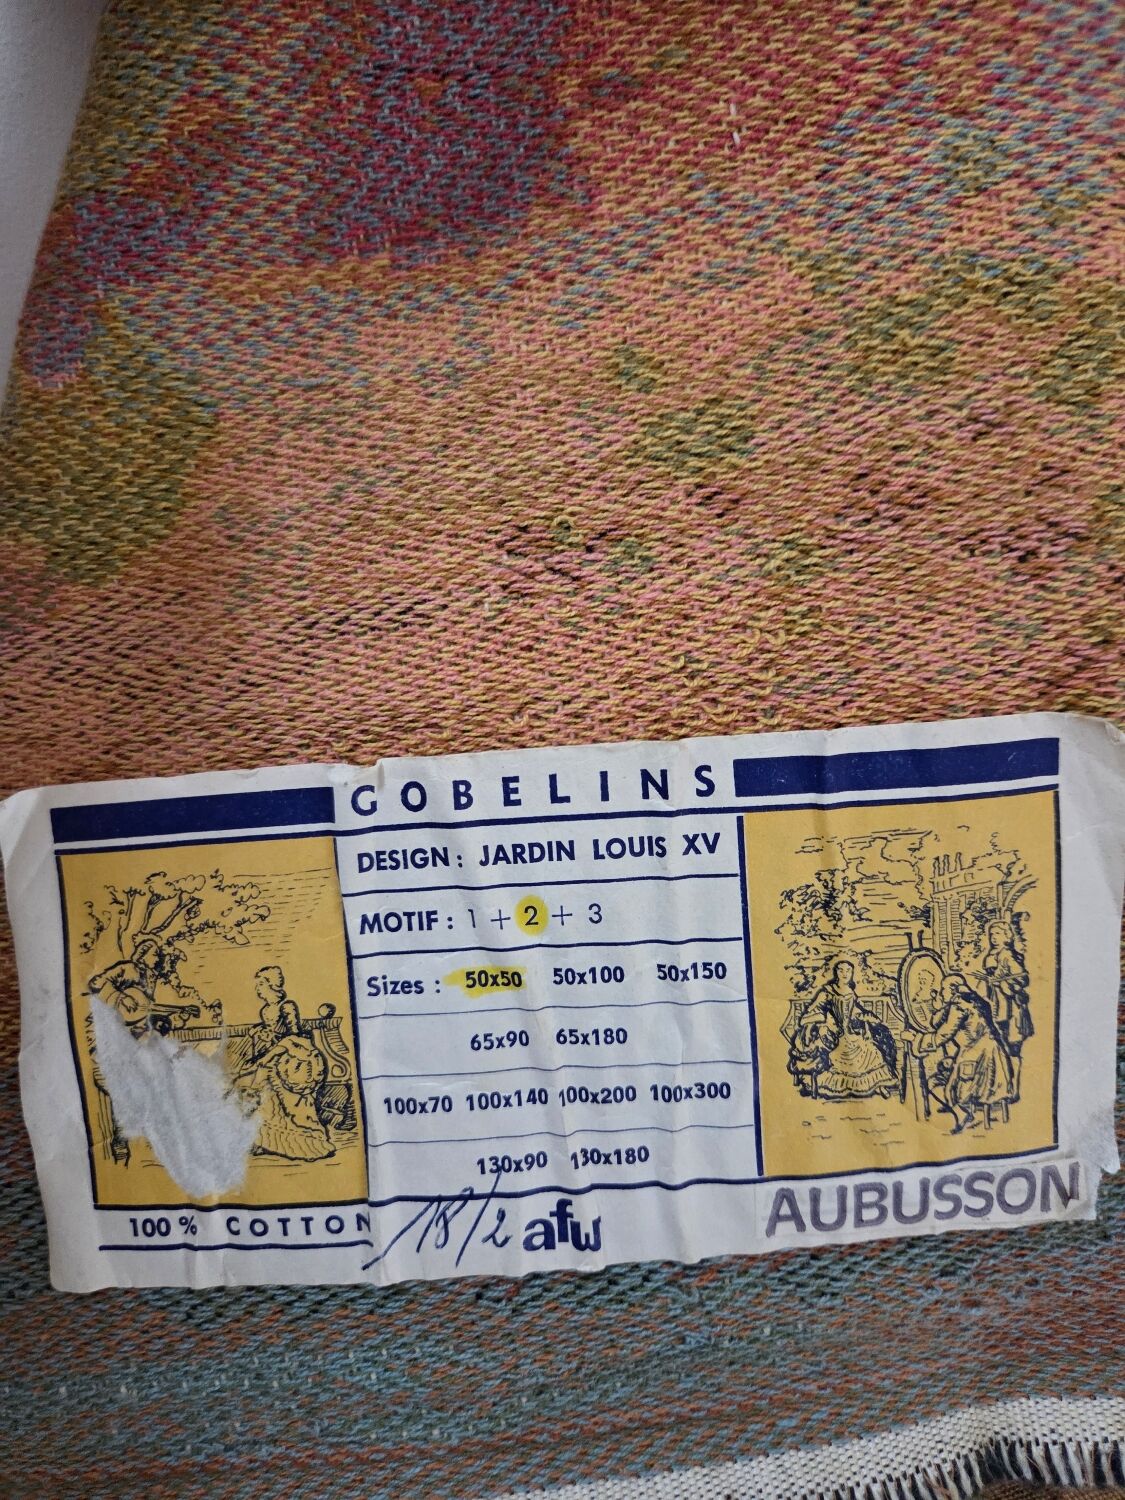 GOBELINS
DESIGN: JARDIN LOUIS XV
MOTIF: 1 + 2 + 3
Sizes: 50x50 50x100 50x150
65x90 65x180
100x70 100x140 100x200 100x300
130x90 130x180
100% COTTON 18/2 afw AUBUSSON